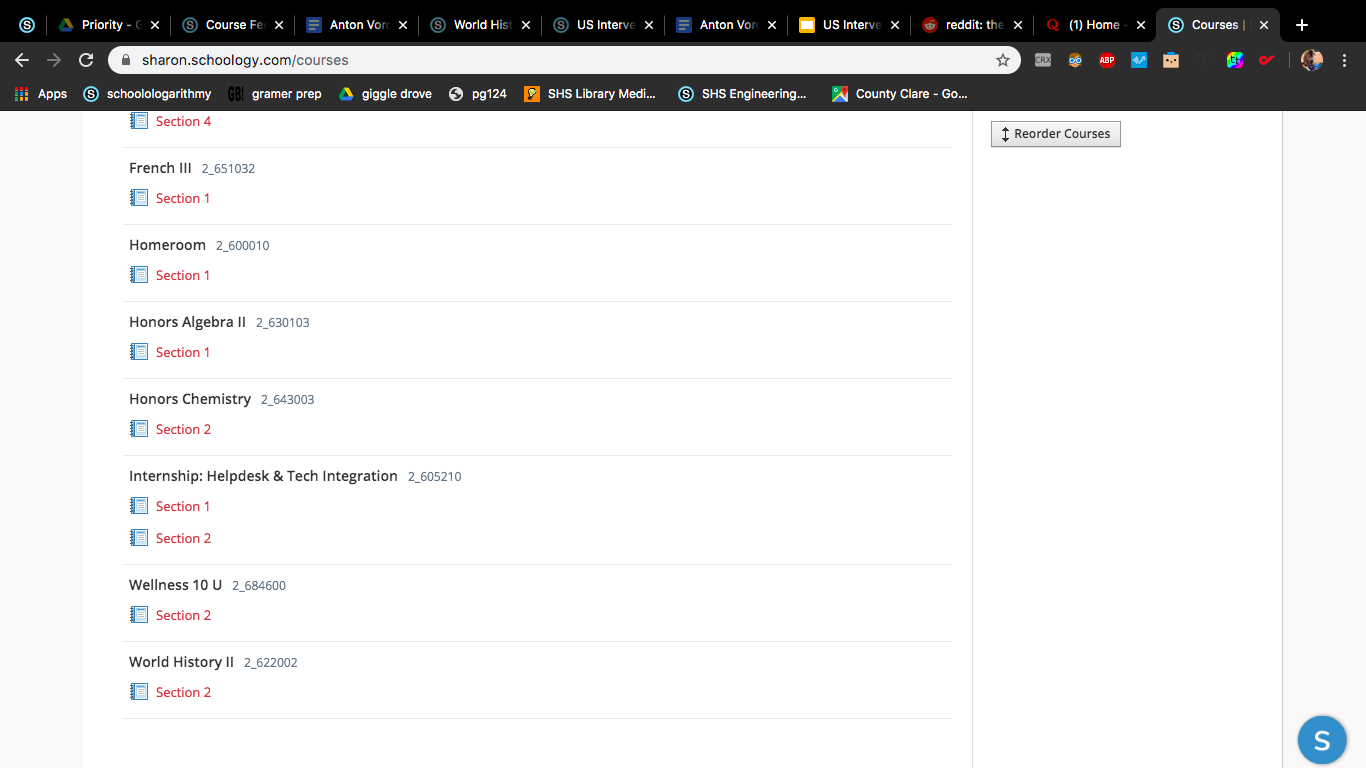 Priority - G
Course Fe
Anton Vor
World Hist
US Interve
Anton Vor
US Interve
reddit: the
(1) Home -
Courses |
sharon.schoology.com/courses
CRX
ABP
Apps
schoolologarithmy
GB!
gramer prep
giggle drove
pg124
SHS Library Medi...
SHS Engineering...
County Clare - Go...
Section 4
Reorder Courses
French III 2_651032
Section 1
Homeroom 2_600010
Section 1
Honors Algebra II 2_630103
Section 1
Honors Chemistry 2_643003
Section 2
Internship: Helpdesk & Tech Integration 2_605210
Section 1
Section 2
Wellness 10 U 2_684600
Section 2
World History II 2_622002
Section 2
S